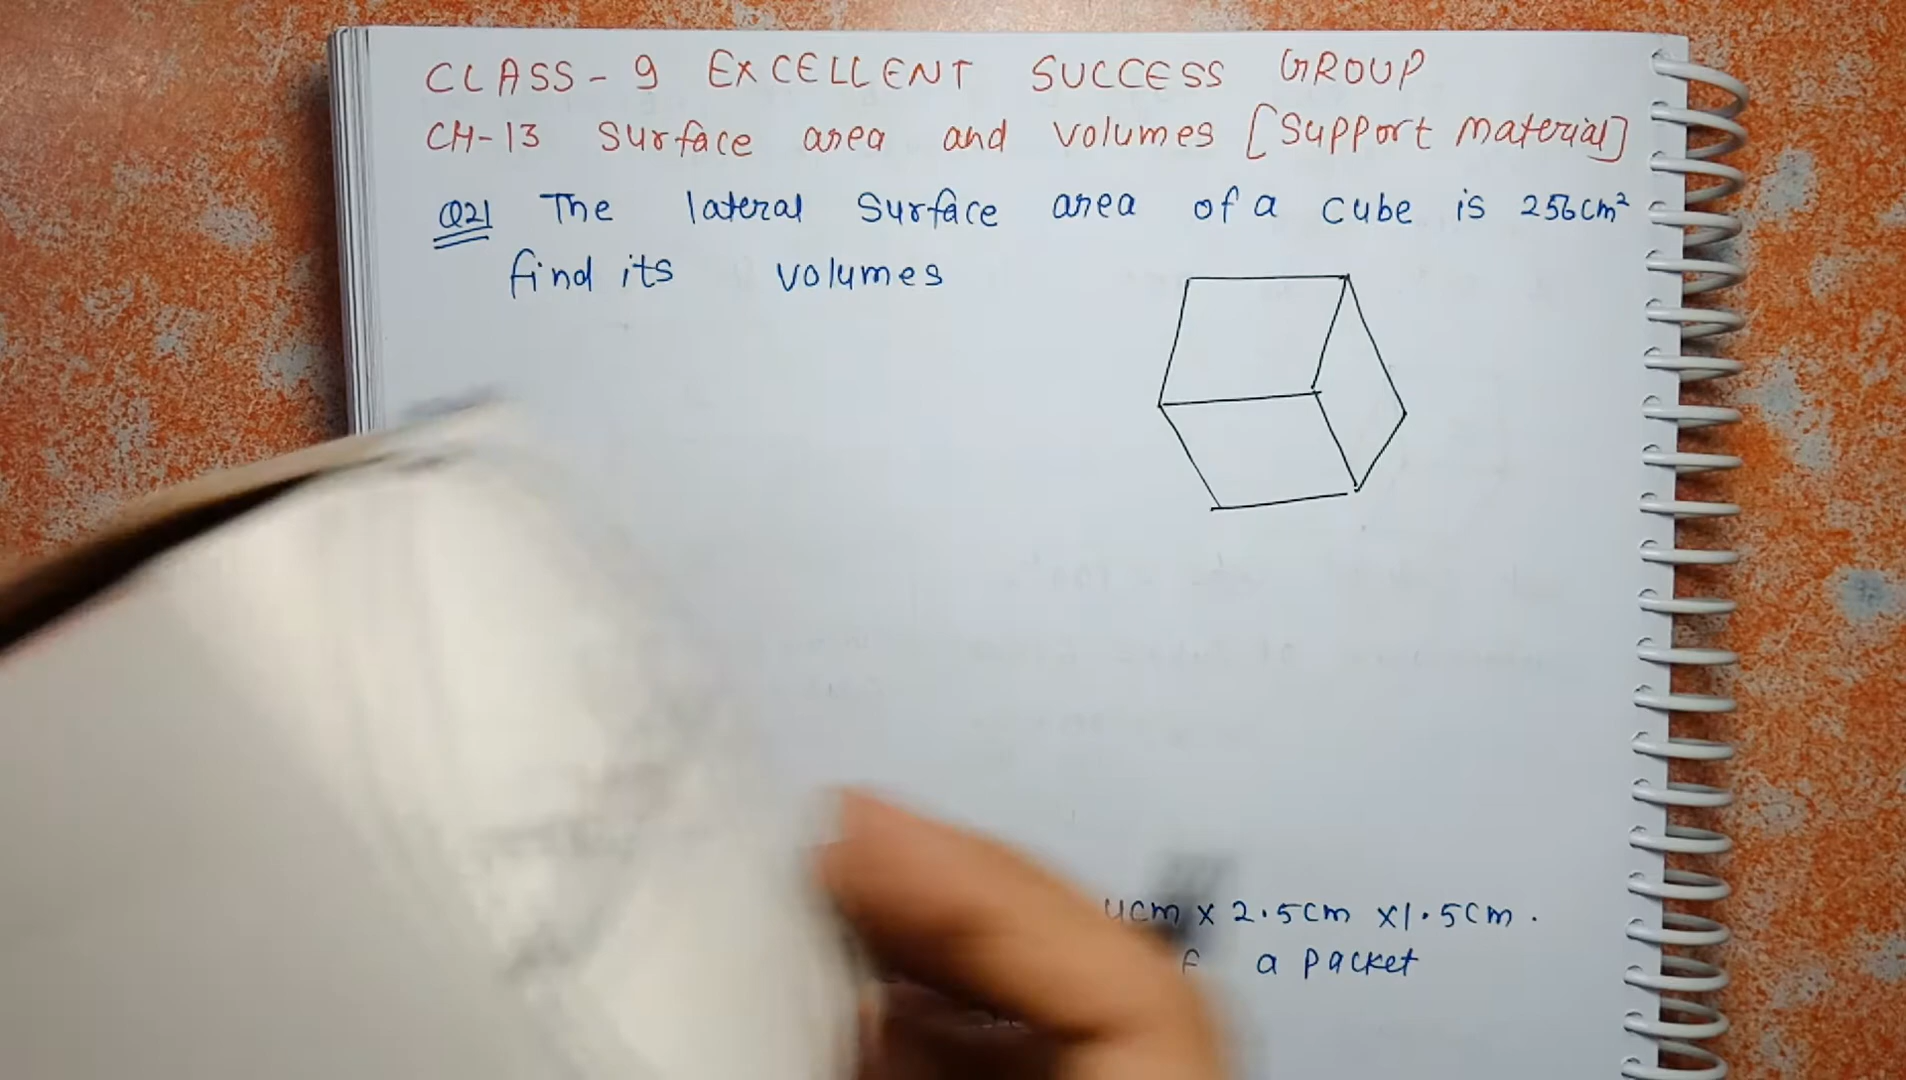 CLASS - 9 EXCELLENT SUCCESS GROUP
CH-13 Surface area and volumes [Support Material]
Q21 The lateral Surface area of a cube is 256cm²
find its volumes
4cm x 2.5cm x1.5cm.
a packet